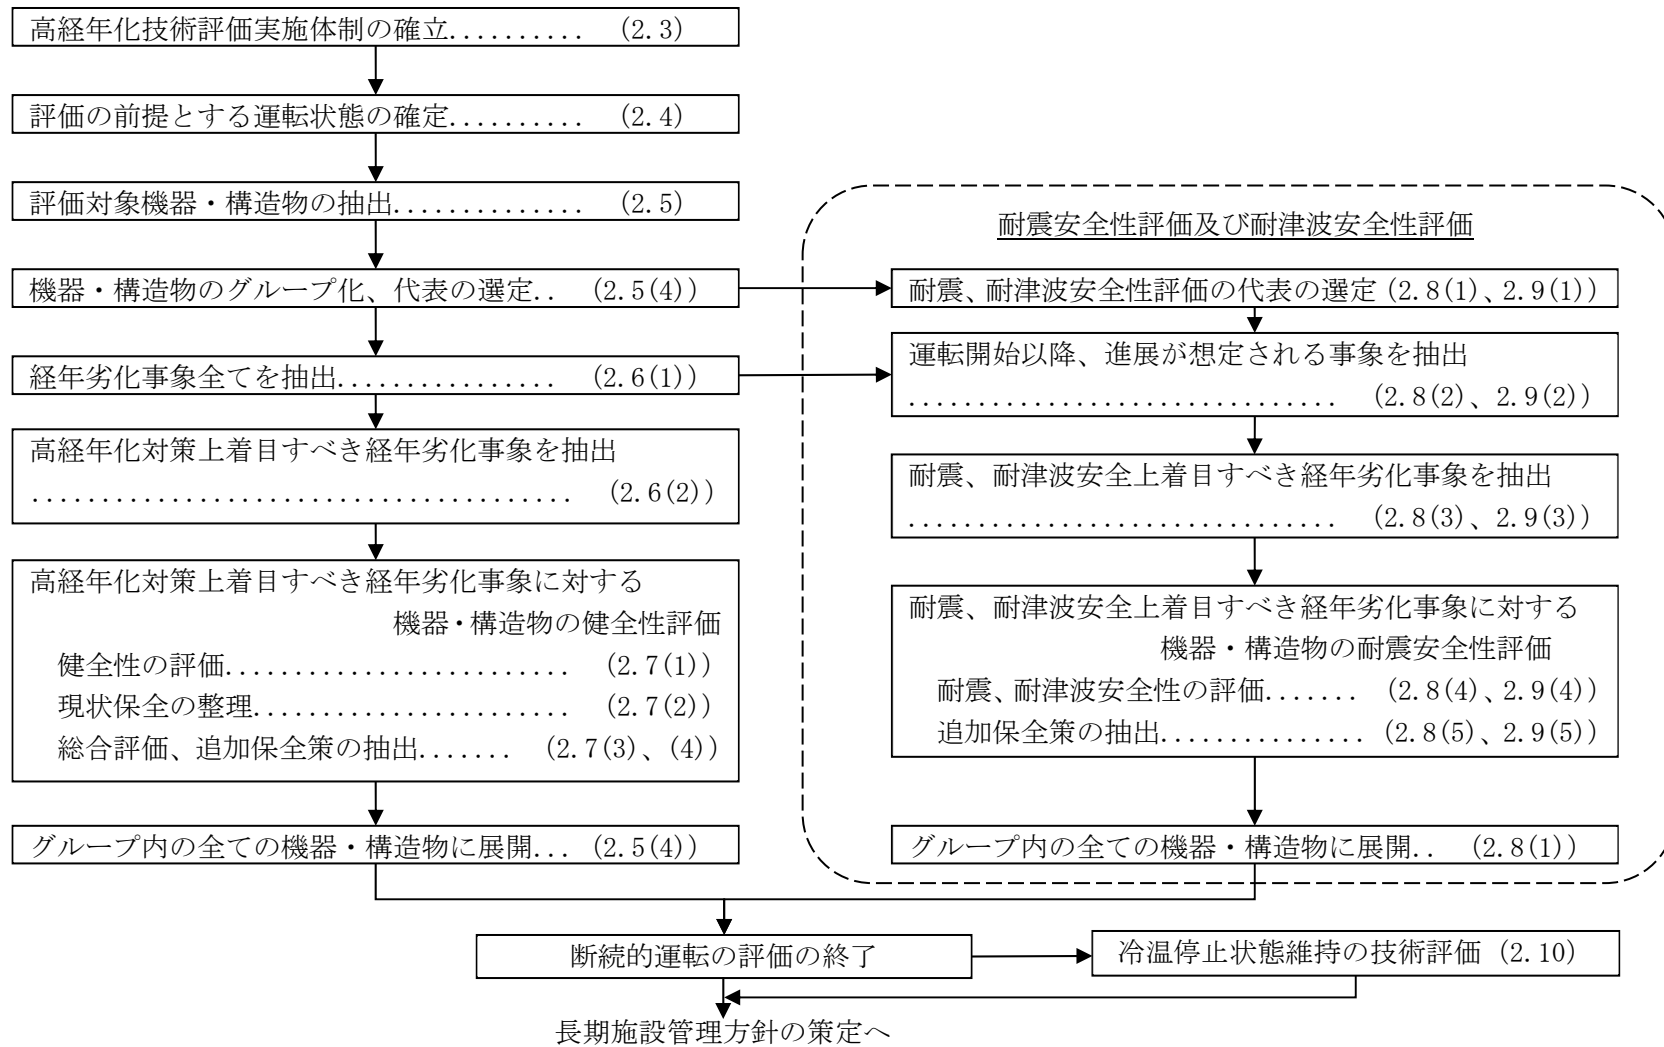 高経年化技術評価実施体制の確立.......... (2.3)
評価の前提とする運転状態の確定.......... (2.4)
評価対象機器・構造物の抽出.............. (2.5)
機器・構造物のグループ化、代表の選定.. (2.5(4))
経年劣化事象全てを抽出................ (2.6(1))
高経年化対策上着目すべき経年劣化事象を抽出
....................................... (2.6(2))
高経年化対策上着目すべき経年劣化事象に対する
機器・構造物の健全性評価
健全性の評価......................... (2.7(1))
現状保全の整理....................... (2.7(2))
総合評価、追加保全策の抽出....... (2.7(3)、(4))
グループ内の全ての機器・構造物に展開... (2.5(4))
耐震安全性評価及び耐津波安全性評価
耐震、耐津波安全性評価の代表の選定 (2.8(1)、2.9(1))
運転開始以降、進展が想定される事象を抽出
............................... (2.8(2)、2.9(2))
耐震、耐津波安全上着目すべき経年劣化事象を抽出
............................... (2.8(3)、2.9(3))
耐震、耐津波安全上着目すべき経年劣化事象に対する
機器・構造物の耐震安全性評価
耐震、耐津波安全性の評価....... (2.8(4)、2.9(4))
追加保全策の抽出............... (2.8(5)、2.9(5))
グループ内の全ての機器・構造物に展開.. (2.8(1))
断続的運転の評価の終了
冷温停止状態維持の技術評価 (2.10)
長期施設管理方針の策定へ